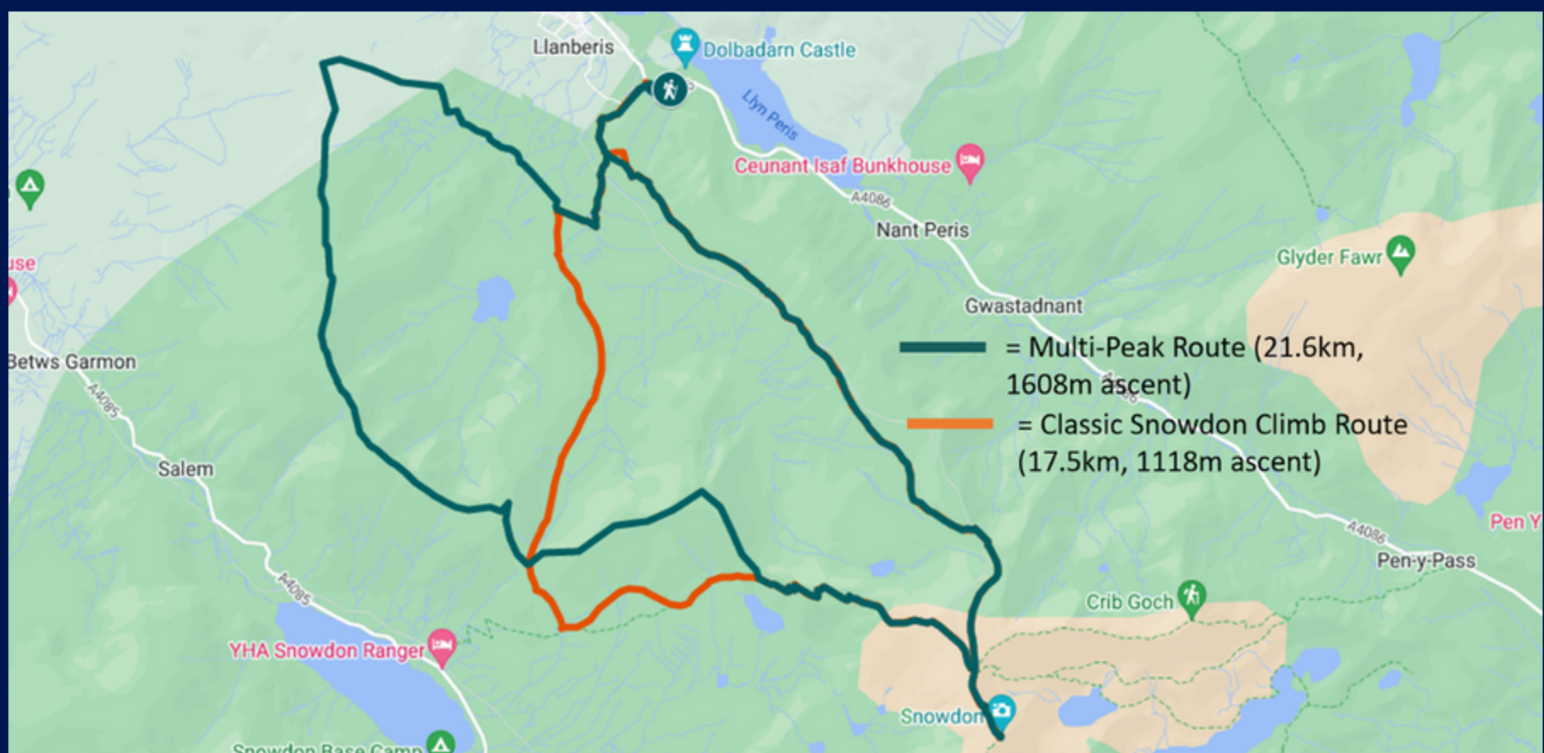 Llanberis
Dolbadarn Castle
Llyn Peris
Ceunant Isaf Bunkhouse
A4086
Nant Peris
Glyder Fawr
Gwastadnant
= Multi-Peak Route (21.6km,
1608m ascent)
= Classic Snowdon Climb Route
(17.5km, 1118m ascent)
use
Betws Garmon
A4085
Salem
A4086
Pen Y
Pen-y-Pass
A4085
Crib Goch
YHA Snowdon Ranger
Snowdon
Snowdon Base Camp